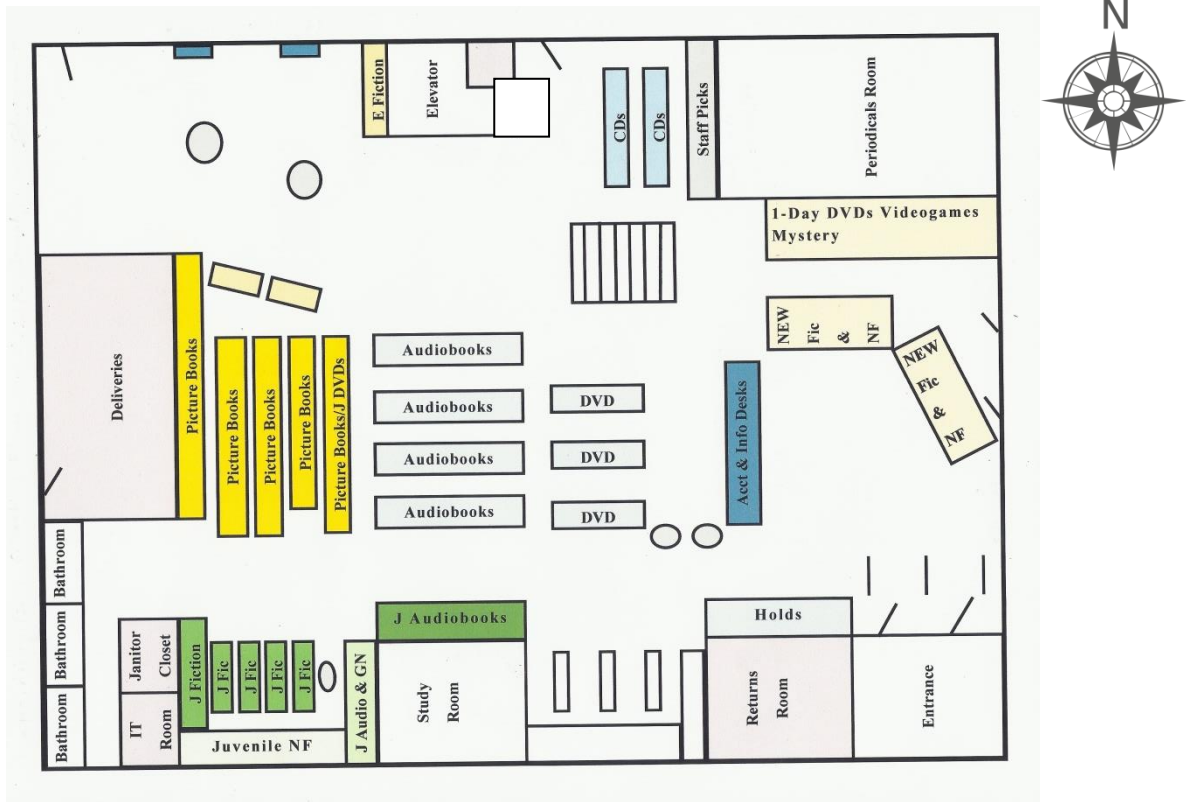 N
E Fiction
Elevator
CDs
CDs
Staff Picks
Periodicals Room
1-Day DVDs Videogames
Mystery
Deliveries
Picture Books
Picture Books
Picture Books
Picture Books
Picture Books/J DVDs
Audiobooks
Audiobooks
Audiobooks
Audiobooks
DVD
DVD
DVD
Acct & Info Desks
NEW
Fic
&
NF
NEW
Fic
&
NF
Bathroom
Bathroom
Bathroom
Janitor
Closet
IT
Room
J Fiction
J Fic
J Fic
J Fic
J Fic
Juvenile NF
J Audio & GN
J Audiobooks
Study
Room
Holds
Returns
Room
Entrance